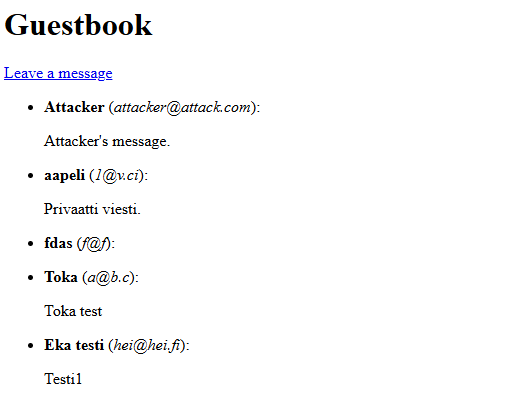 Guestbook
Leave a message
Attacker (attacker@attack.com):
Attacker's message.
aapeli (1@v.ci):
Privaatti viesti.
fdas (f@f):
Toka (a@b.c):
Toka test
Eka testi (hei@hei.fi):
Testi1